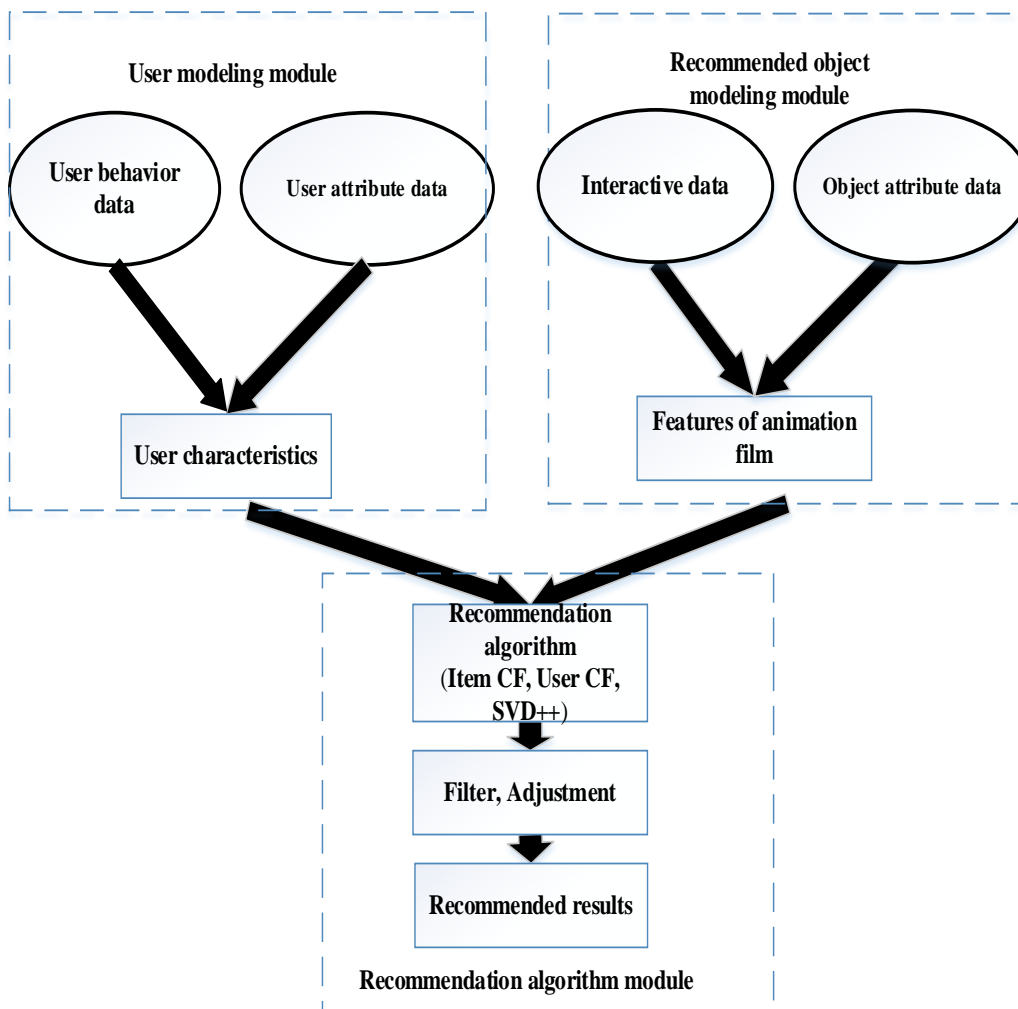 User modeling module
Recommended object
modeling module
User behavior
data
User attribute data
Interactive data
Object attribute data
User characteristics
Features of animation
film
Recommendation
algorithm
(Item CF, User CF,
SVD++)
Filter, Adjustment
Recommended results
Recommendation algorithm module